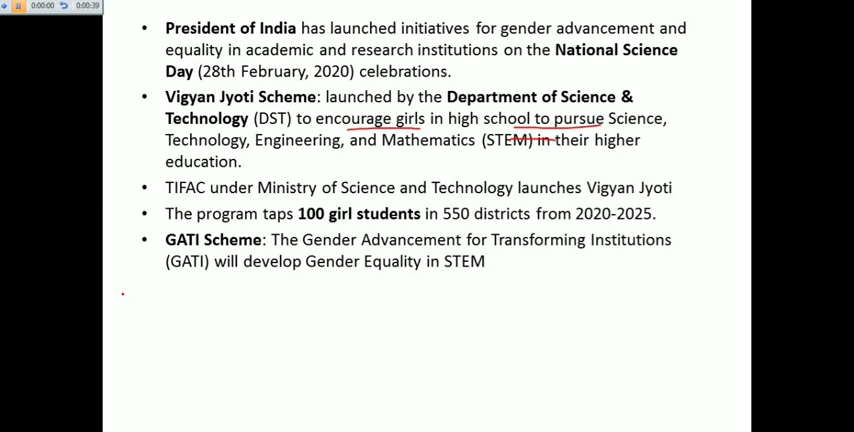 0:00:00 0:00:39
• President of India has launched initiatives for gender advancement and
equality in academic and research institutions on the National Science
Day (28th February, 2020) celebrations.
• Vigyan Jyoti Scheme: launched by the Department of Science &
Technology (DST) to encourage girls in high school to pursue Science,
Technology, Engineering, and Mathematics (STEM) in their higher
education.
• TIFAC under Ministry of Science and Technology launches Vigyan Jyoti
• The program taps 100 girl students in 550 districts from 2020-2025.
• GATI Scheme: The Gender Advancement for Transforming Institutions
(GATI) will develop Gender Equality in STEM